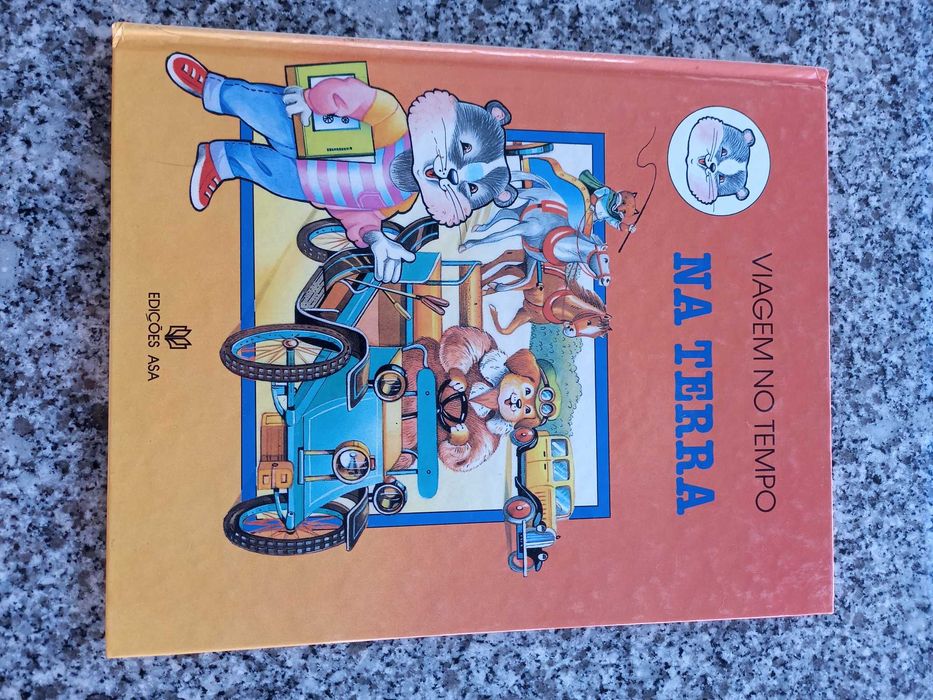 VIAGEM NO TEMPO
NA TERRA
EDIÇÕES ASA